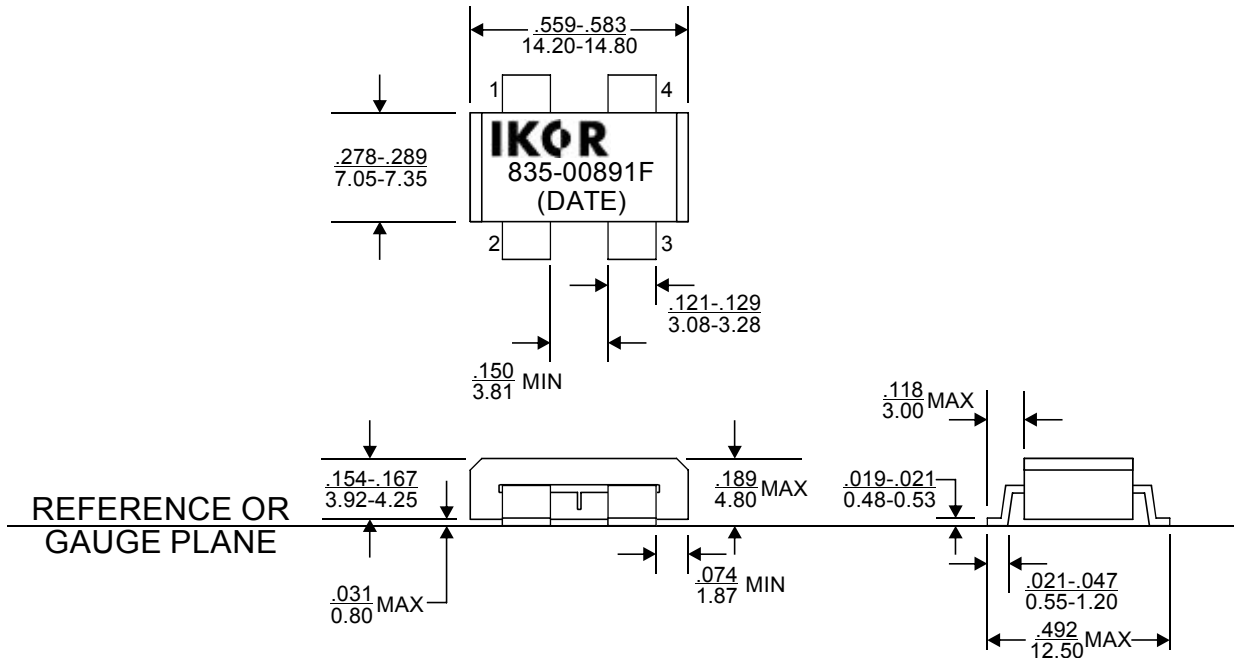 .559-.583
14.20-14.80
1
4
IKOR
835-00891F
(DATE)
.278-.289
7.05-7.35
2
3
.121-.129
3.08-3.28
.150 MIN
3.81
.118 MAX
3.00
.154-.167
3.92-4.25
.189 MAX
4.80
.019-.021
0.48-0.53
REFERENCE OR
GAUGE PLANE
.031 MAX
0.80
.074 MIN
1.87
.021-.047
0.55-1.20
.492 MAX
12.50